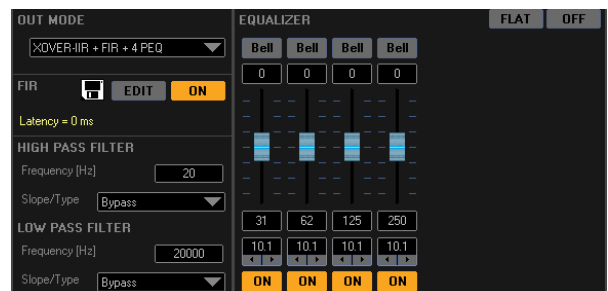 OUT MODE
XOVER-IIR + FIR + 4 PEQ
FIR
EDIT
ON
Latency = 0 ms
HIGH PASS FILTER
Frequency [Hz]
20
Slope/Type
Bypass
LOW PASS FILTER
Frequency [Hz]
20000
Slope/Type
Bypass
EQUALIZER
FLAT
OFF
Bell Bell Bell Bell
0 0 0 0
31 62 125 250
10.1 10.1 10.1 10.1
ON ON ON ON